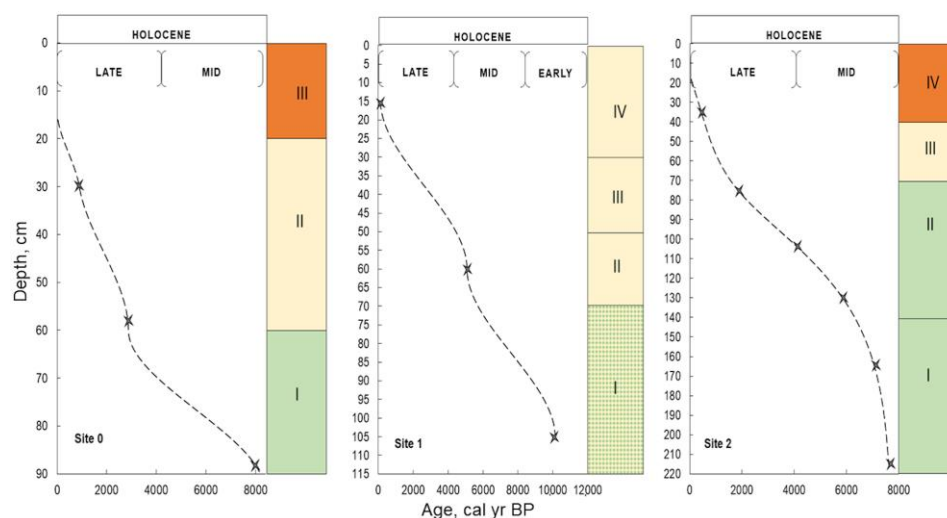 HOLOCENE
LATE MID
0
10
20
30
40
50
60
70
80
90
Depth, cm
III
II
I
Site 0
0 2000 4000 6000 8000
HOLOCENE
LATE MID EARLY
0
5
10
15
20
25
30
35
40
45
50
55
60
65
70
75
80
85
90
95
100
105
110
115
IV
III
II
I
Site 1
0 2000 4000 6000 8000 10000 12000
Age, cal yr BP
HOLOCENE
LATE MID
0
10
20
30
40
50
60
70
80
90
100
110
120
130
140
150
160
170
180
190
200
210
220
IV
III
II
I
Site 2
0 2000 4000 6000 8000